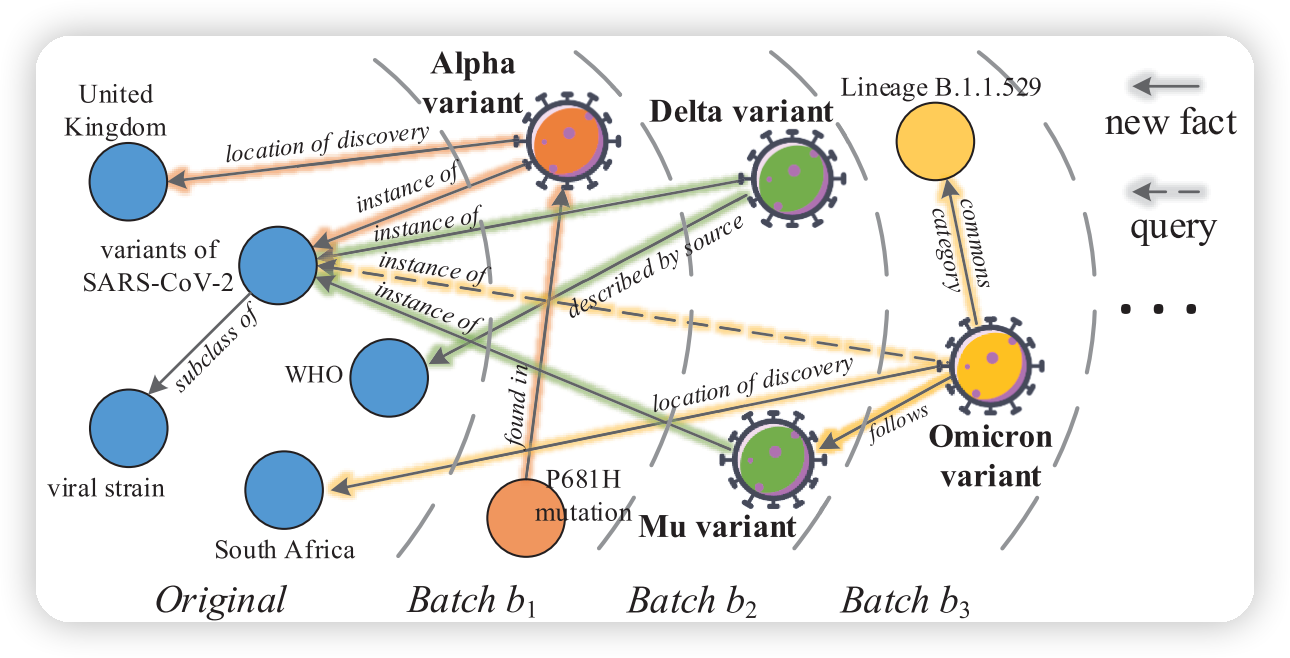 United
Kingdom
location of discovery
Alpha
variant
instance of
Delta variant
Lineage B.1.1.529
new fact
query
variants of
SARS-CoV-2
instance of
instance of
instance of
described by source
commons
category
subclass of
WHO
found in
location of discovery
follows
viral strain
South Africa
P681H
mutation
Mu variant
Omicron
variant
. . .
Original
Batch b₁
Batch b₂
Batch b₃